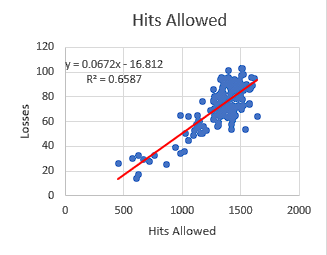 Hits Allowed
120
y = 0.0672x - 16.812
R² = 0.6587
100
80
60
40
20
0
Losses
0 500 1000 1500 2000
Hits Allowed